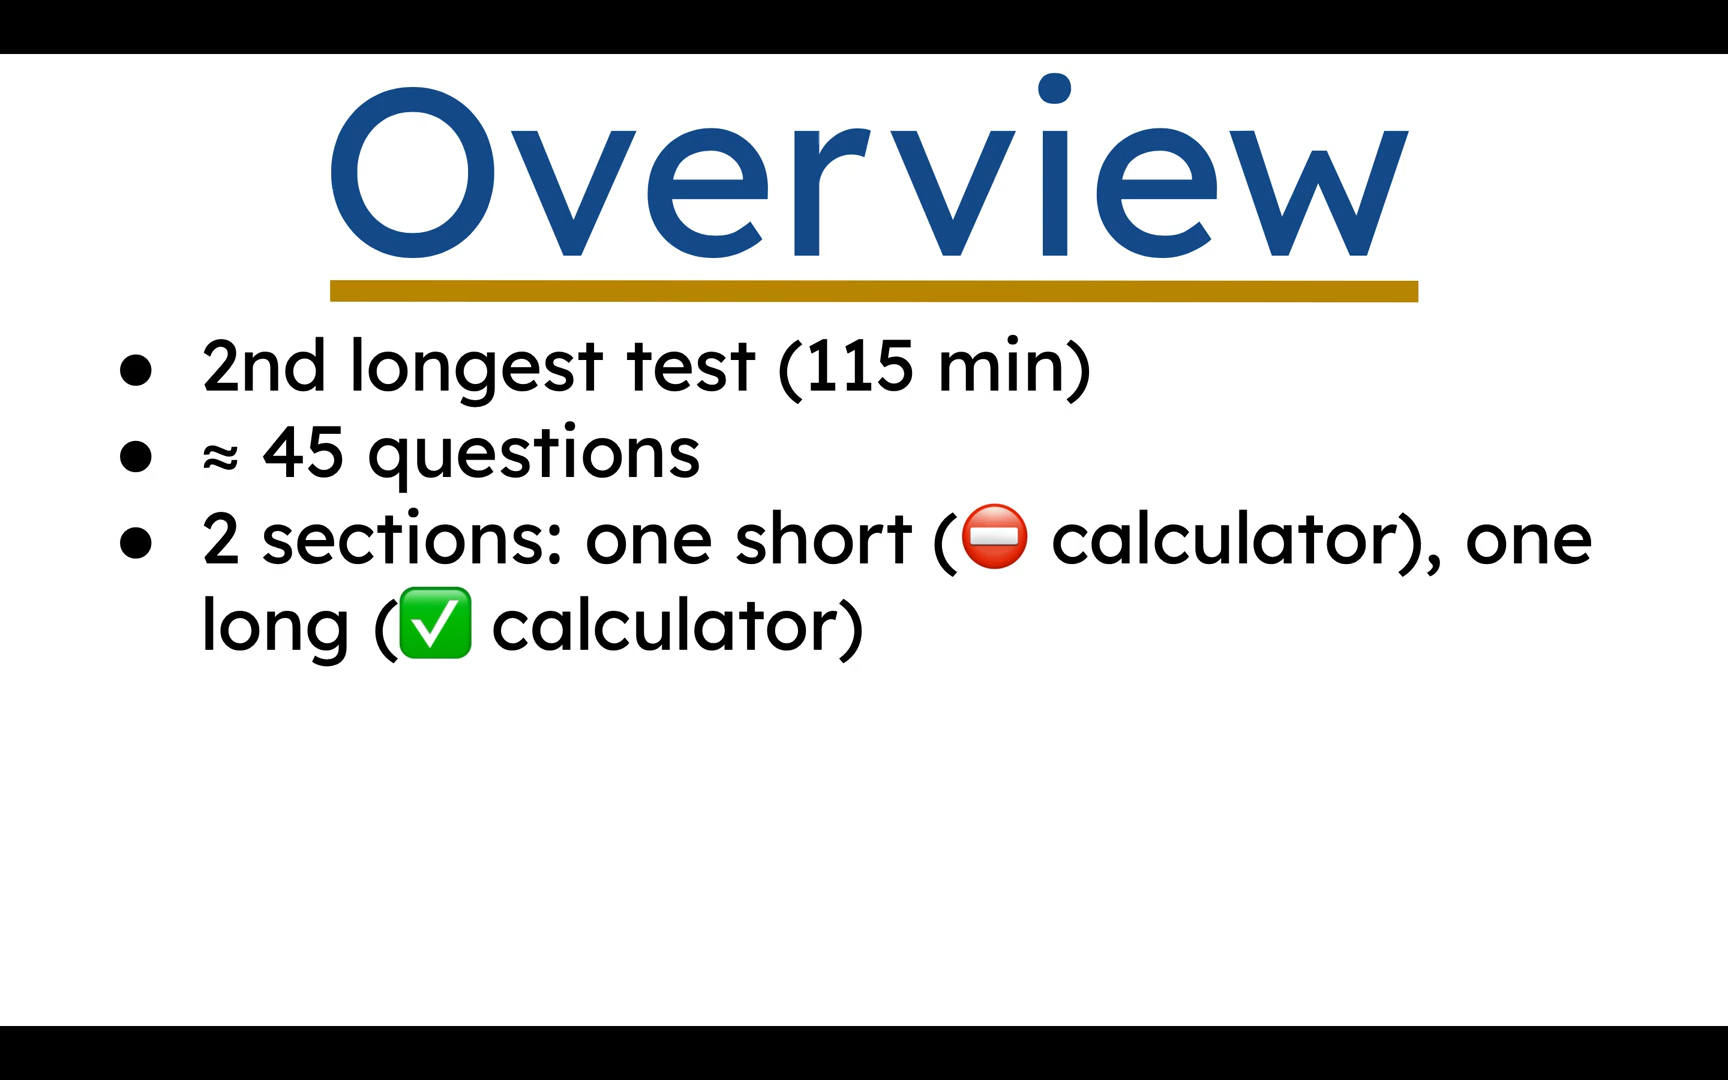 Overview
● 2nd longest test (115 min)
● ≈ 45 questions
● 2 sections: one short (⛔ calculator), one
long (✅ calculator)